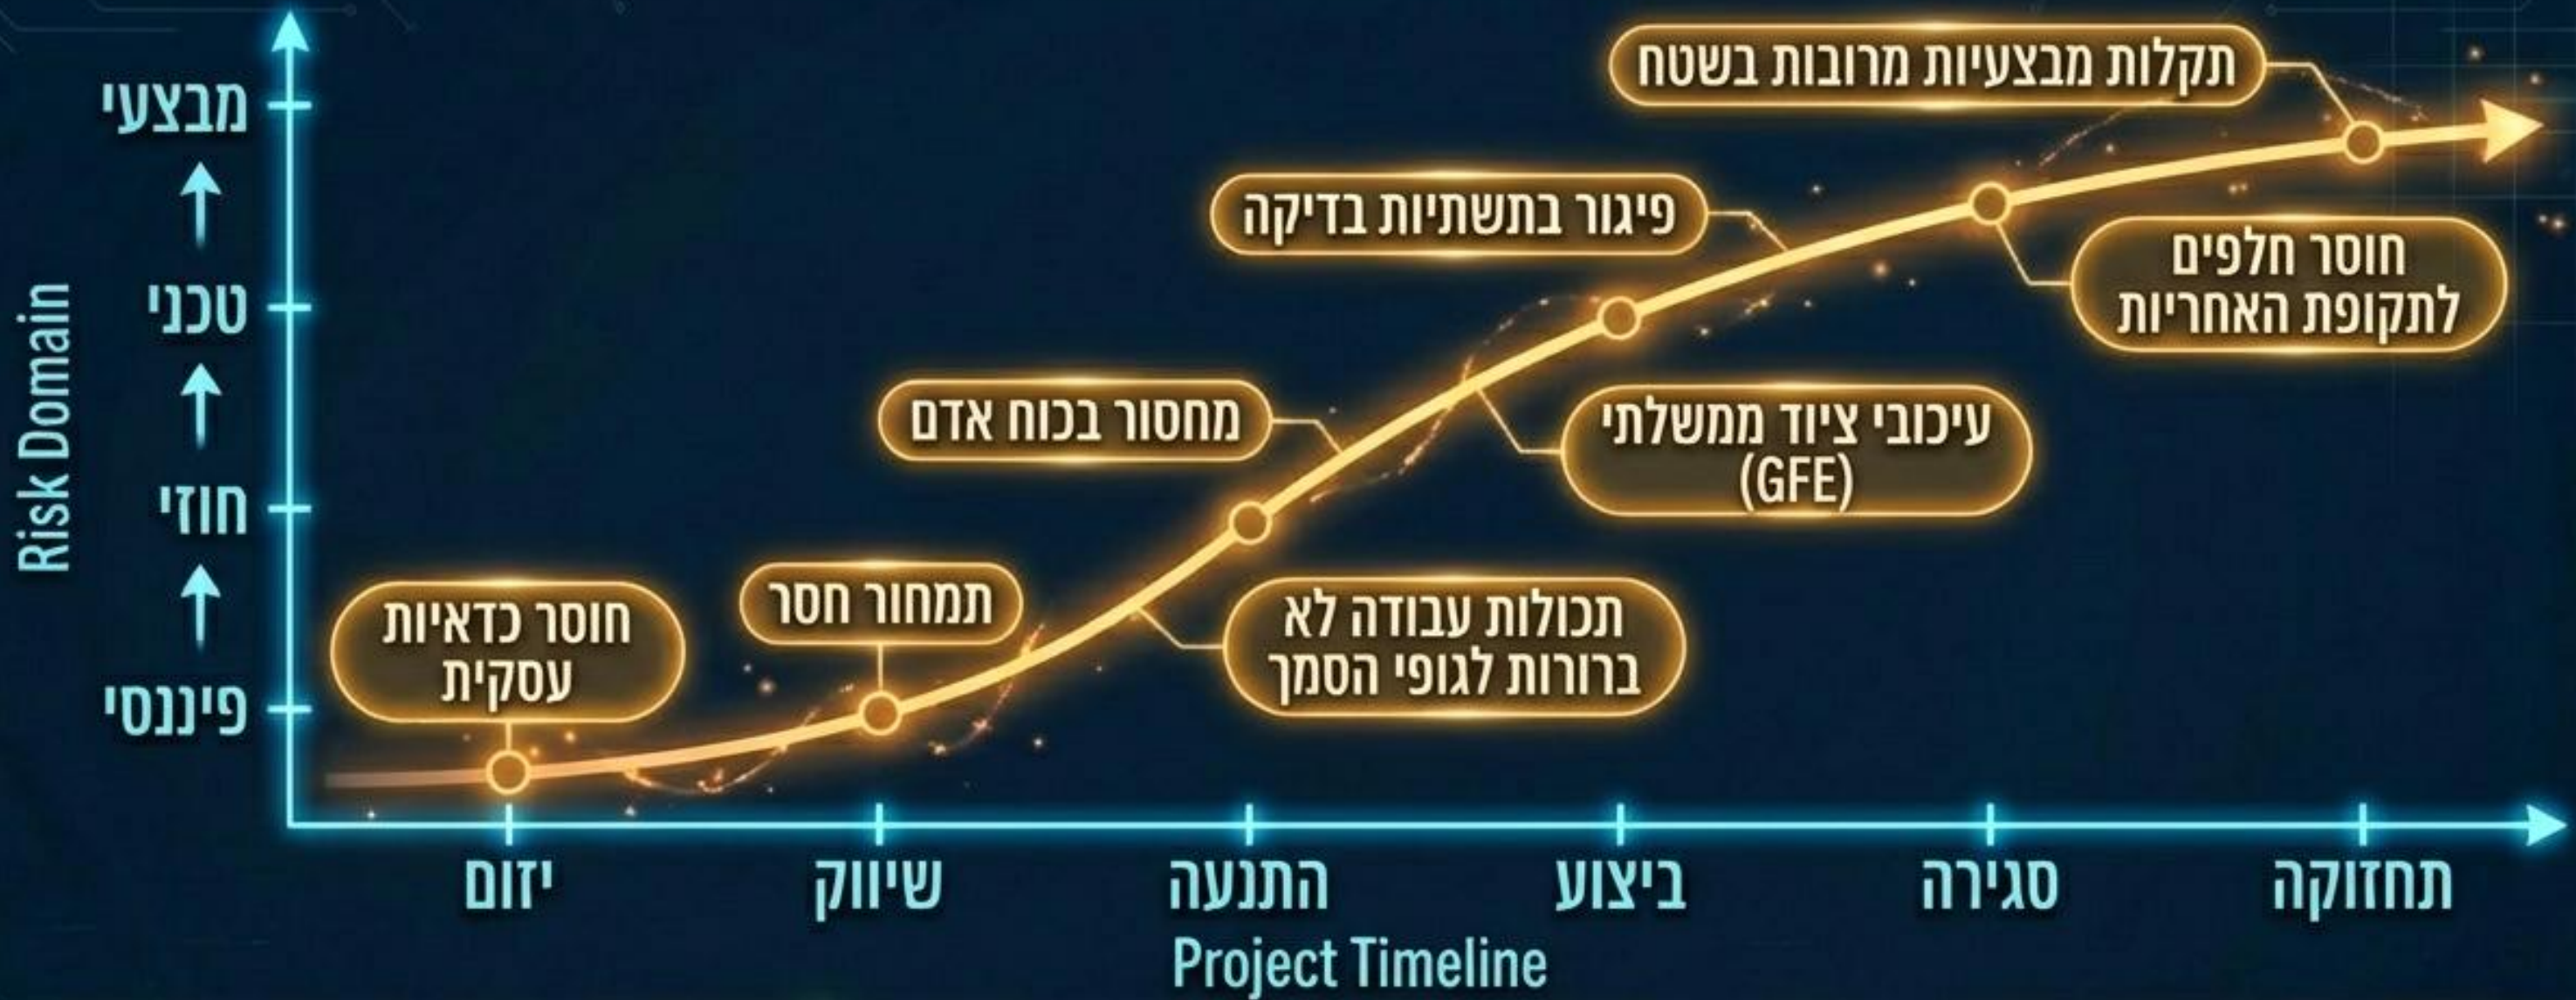 תקלות מבצעיות מרובות בשטח
מבצעי
פיגור בתשתיות בדיקה
חוסר חלפים
לתקופת האחריות
טכני
Risk Domain
מחסור בכוח אדם
עיכובי ציוד ממשלתי
(GFE)
חוזי
חוסר כדאיות
עסקית
תמחור חסר
תכולות עבודה לא
ברורות לגופי הסמך
פיננסי
יזום
שיווק
התנעה
ביצוע
סגירה
תחזוקה
Project Timeline